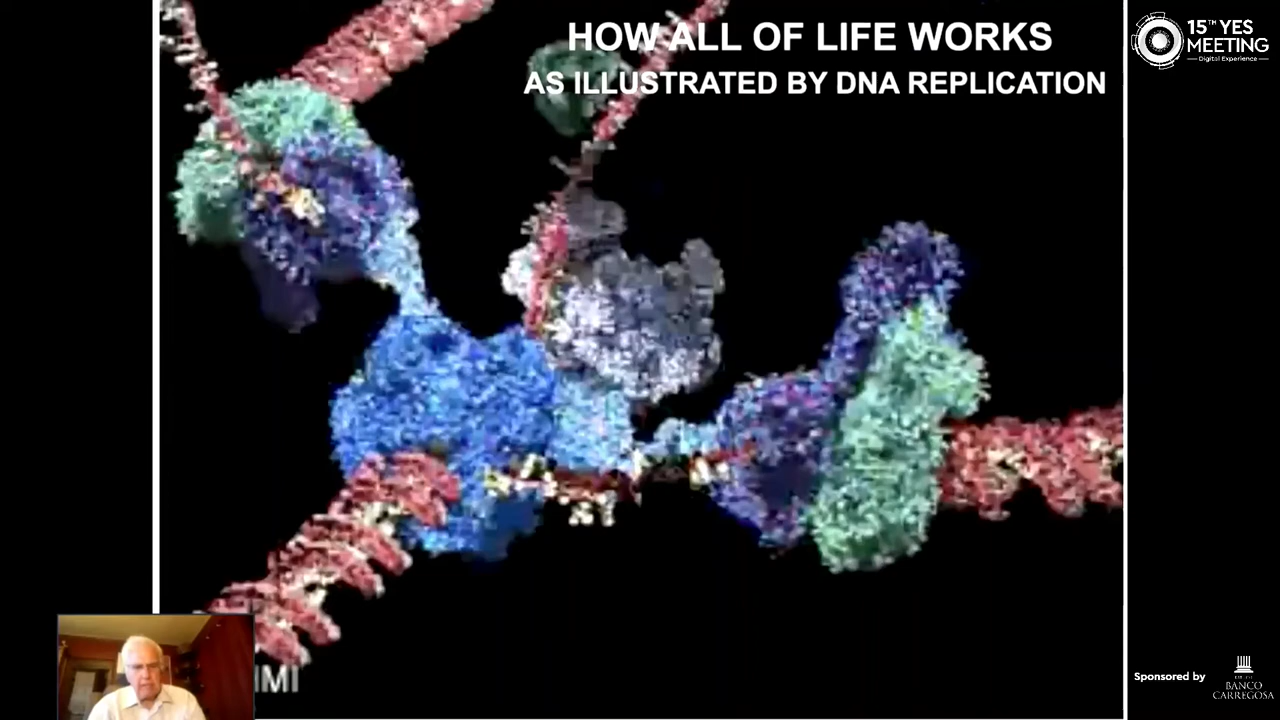 HOW ALL OF LIFE WORKS
AS ILLUSTRATED BY DNA REPLICATION
15TH YES
MEETING
Digital Experience
Sponsored by
BANCO
CARREGOSA